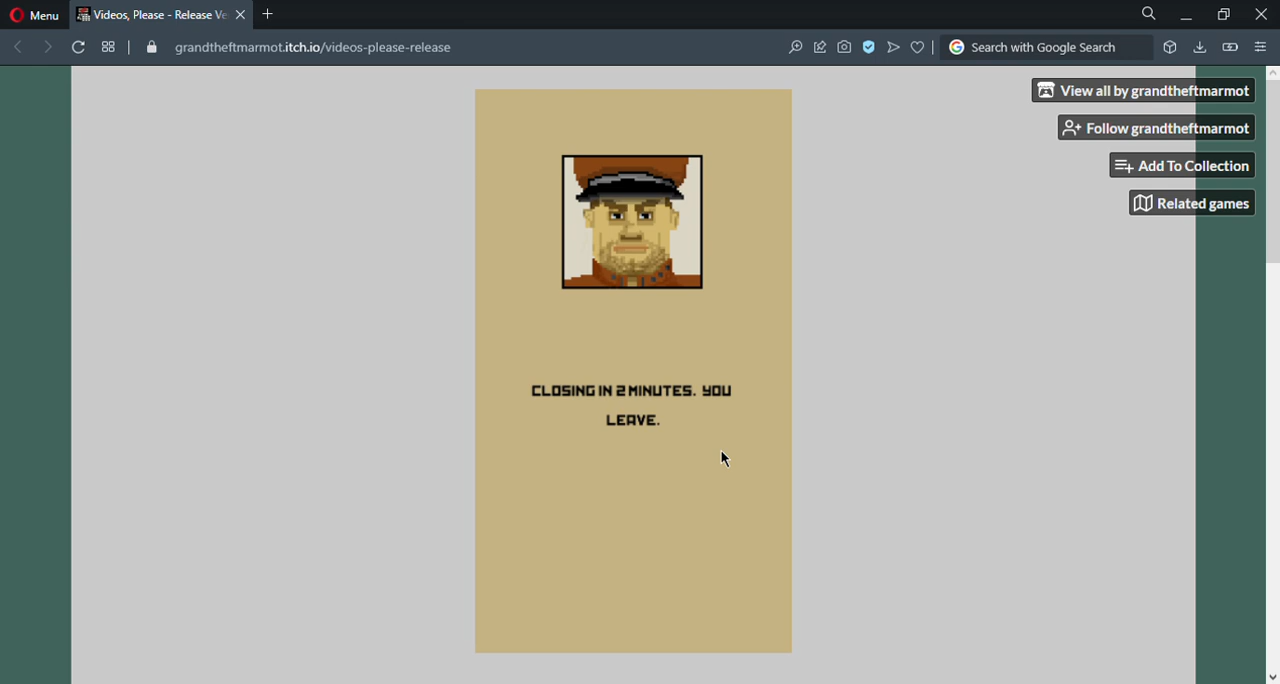 Menu
Videos, Please - Release Ve
grandtheftmarmot.itch.io/videos-please-release
Search with Google Search
View all by grandtheftmarmot
Follow grandtheftmarmot
Add To Collection
Related games
CLOSING IN 2 MINUTES. YOU
LEAVE.